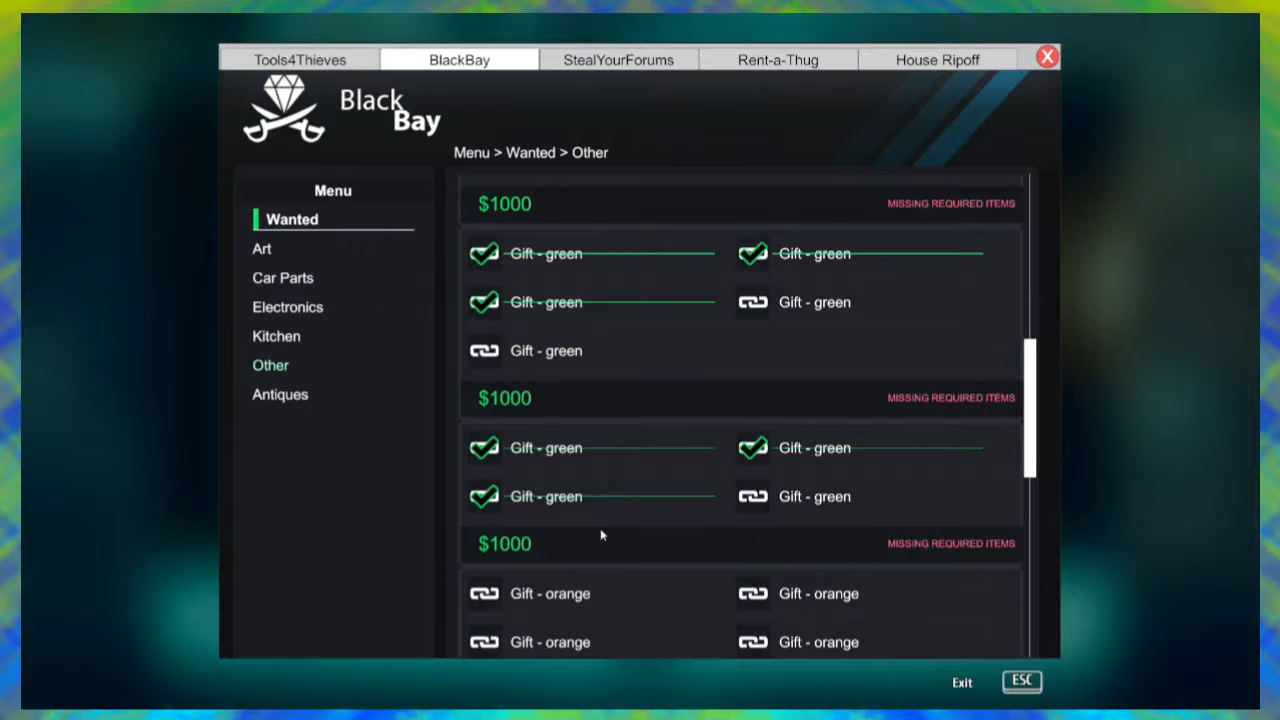 Tools4Thieves BlackBay StealYourForums Rent-a-Thug House Ripoff X
Black
Bay
Menu > Wanted > Other
Menu
Wanted
Art
Car Parts
Electronics
Kitchen
Other
Antiques
$1000 MISSING REQUIRED ITEMS
Gift - green Gift - green
Gift - green Gift - green
Gift - green
$1000 MISSING REQUIRED ITEMS
Gift - green Gift - green
Gift - green Gift - green
$1000 MISSING REQUIRED ITEMS
Gift - orange Gift - orange
Gift - orange Gift - orange
Exit ESC